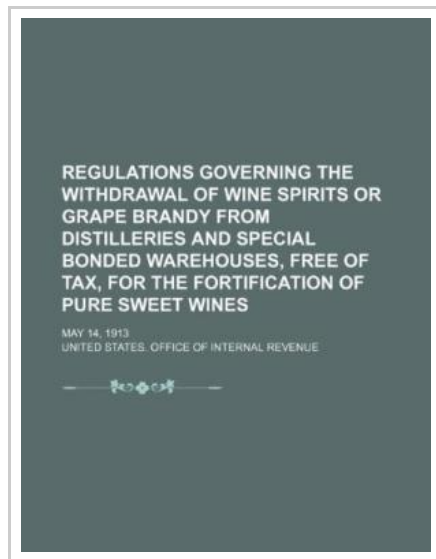 REGULATIONS GOVERNING THE
WITHDRAWAL OF WINE SPIRITS OR
GRAPE BRANDY FROM
DISTILLERIES AND SPECIAL
BONDED WAREHOUSES, FREE OF
TAX, FOR THE FORTIFICATION OF
PURE SWEET WINES
MAY 14, 1913
UNITED STATES. OFFICE OF INTERNAL REVENUE